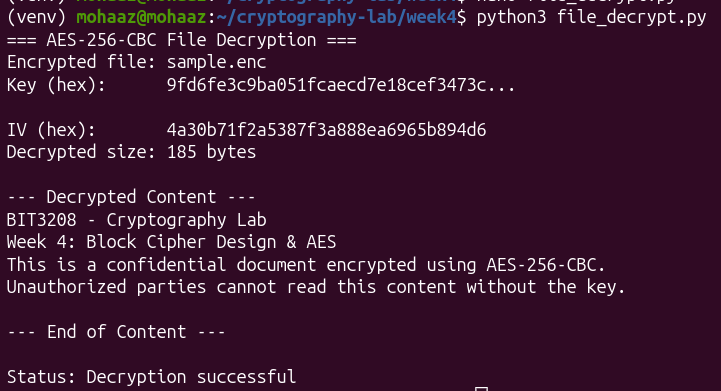 (venv) mohaaz@mohaaz:~/cryptography-lab/week4$ python3 file_decrypt.py
=== AES-256-CBC File Decryption ===
Encrypted file: sample.enc
Key (hex):      9fd6fe3c9ba051fcaecd7e18cef3473c...
IV (hex):       4a30b71f2a5387f3a888ea6965b894d6
Decrypted size: 185 bytes
--- Decrypted Content ---
BIT3208 - Cryptography Lab
Week 4: Block Cipher Design & AES
This is a confidential document encrypted using AES-256-CBC.
Unauthorized parties cannot read this content without the key.
--- End of Content ---
Status: Decryption successful